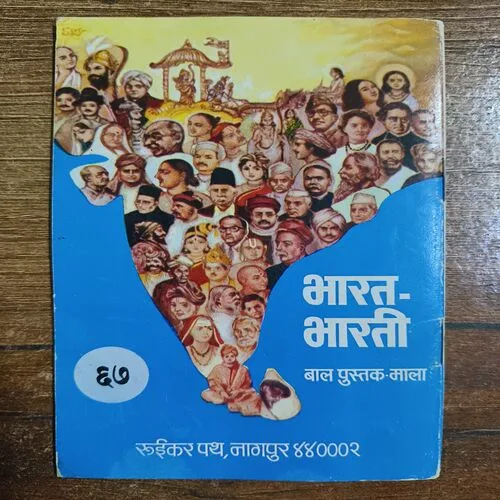 भारत-
भारती
बाल पुस्तक-माला
६७
रूईकर पथ, नागपुर ४४०००२